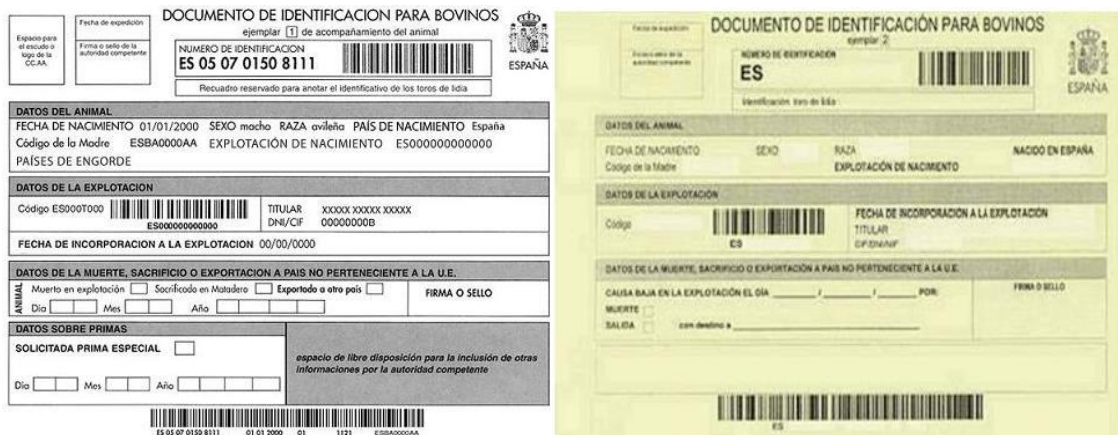 Espacio para
el escudo o
logo de la
CC.AA.
Fecha de expedición
Firma o sello de la
autoridad competente
DOCUMENTO DE IDENTIFICACION PARA BOVINOS
ejemplar 1 de acompañamiento del animal
NUMERO DE IDENTIFICACION
ES 05 07 0150 8111
Recuadro reservado para anotar el identificativo de los toros de lidia
ESPAÑA
DATOS DEL ANIMAL
FECHA DE NACIMIENTO 01/01/2000 SEXO macho RAZA avileña PAÍS DE NACIMIENTO España
Código de la Madre ESBA0000AA EXPLOTACIÓN DE NACIMIENTO ES000000000000
PAÍSES DE ENGORDE
DATOS DE LA EXPLOTACION
Código ES000T000
ES000000000000
TITULAR XXXXX XXXXX XXXXX
DNI/CIF 00000000B
FECHA DE INCORPORACION A LA EXPLOTACION 00/00/0000
DATOS DE LA MUERTE, SACRIFICIO O EXPORTACION A PAIS NO PERTENECIENTE A LA U.E.
ANIMAL
Muerto en explotación Sacrificado en Matadero Exportado a otro país
Día Mes Año
FIRMA O SELLO
DATOS SOBRE PRIMAS
SOLICITADA PRIMA ESPECIAL
Día Mes Año
espacio de libre disposición para la inclusión de otras
informaciones por la autoridad competente
ES 05 07 0150 8111 01 01 2000 01 1121 ESBA0000AA
Fecha de expedición
DOCUMENTO DE IDENTIFICACIÓN PARA BOVINOS
ejemplar 2
NÚMERO DE IDENTIFICACIÓN
ES
Identificación toro de lidia
ESPAÑA
DATOS DEL ANIMAL
FECHA DE NACIMIENTO SEXO RAZA NACIDO EN ESPAÑA
Código de la Madre EXPLOTACIÓN DE NACIMIENTO
DATOS DE LA EXPLOTACIÓN
Código
ES
FECHA DE INCORPORACION A LA EXPLOTACIÓN
TITULAR
CIF/DNI/NIF
DATOS DE LA MUERTE, SACRIFICIO O EXPORTACIÓN A PAIS NO PERTENECIENTE A LA U.E.
CAUSA BAJA EN LA EXPLOTACIÓN EL DÍA ____ / ____ / ____ POR:
MUERTE
SALIDA con destino a
FIRMA O SELLO
ES